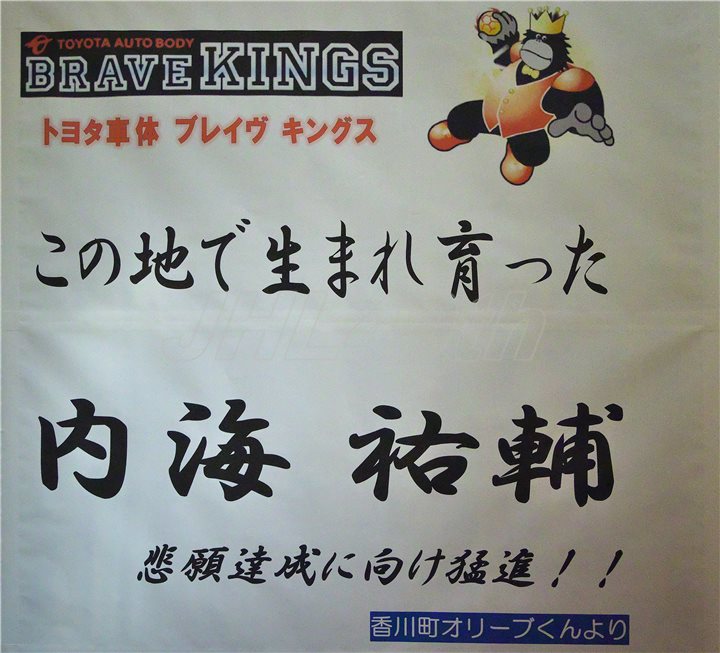 TOYOTA AUTO BODY
BRAVE KINGS
トヨタ車体 ブレイヴ キングス
この地で生まれ育った
内海 祐輔
悲願達成に向け猛進！！
香川町オリーブくんより